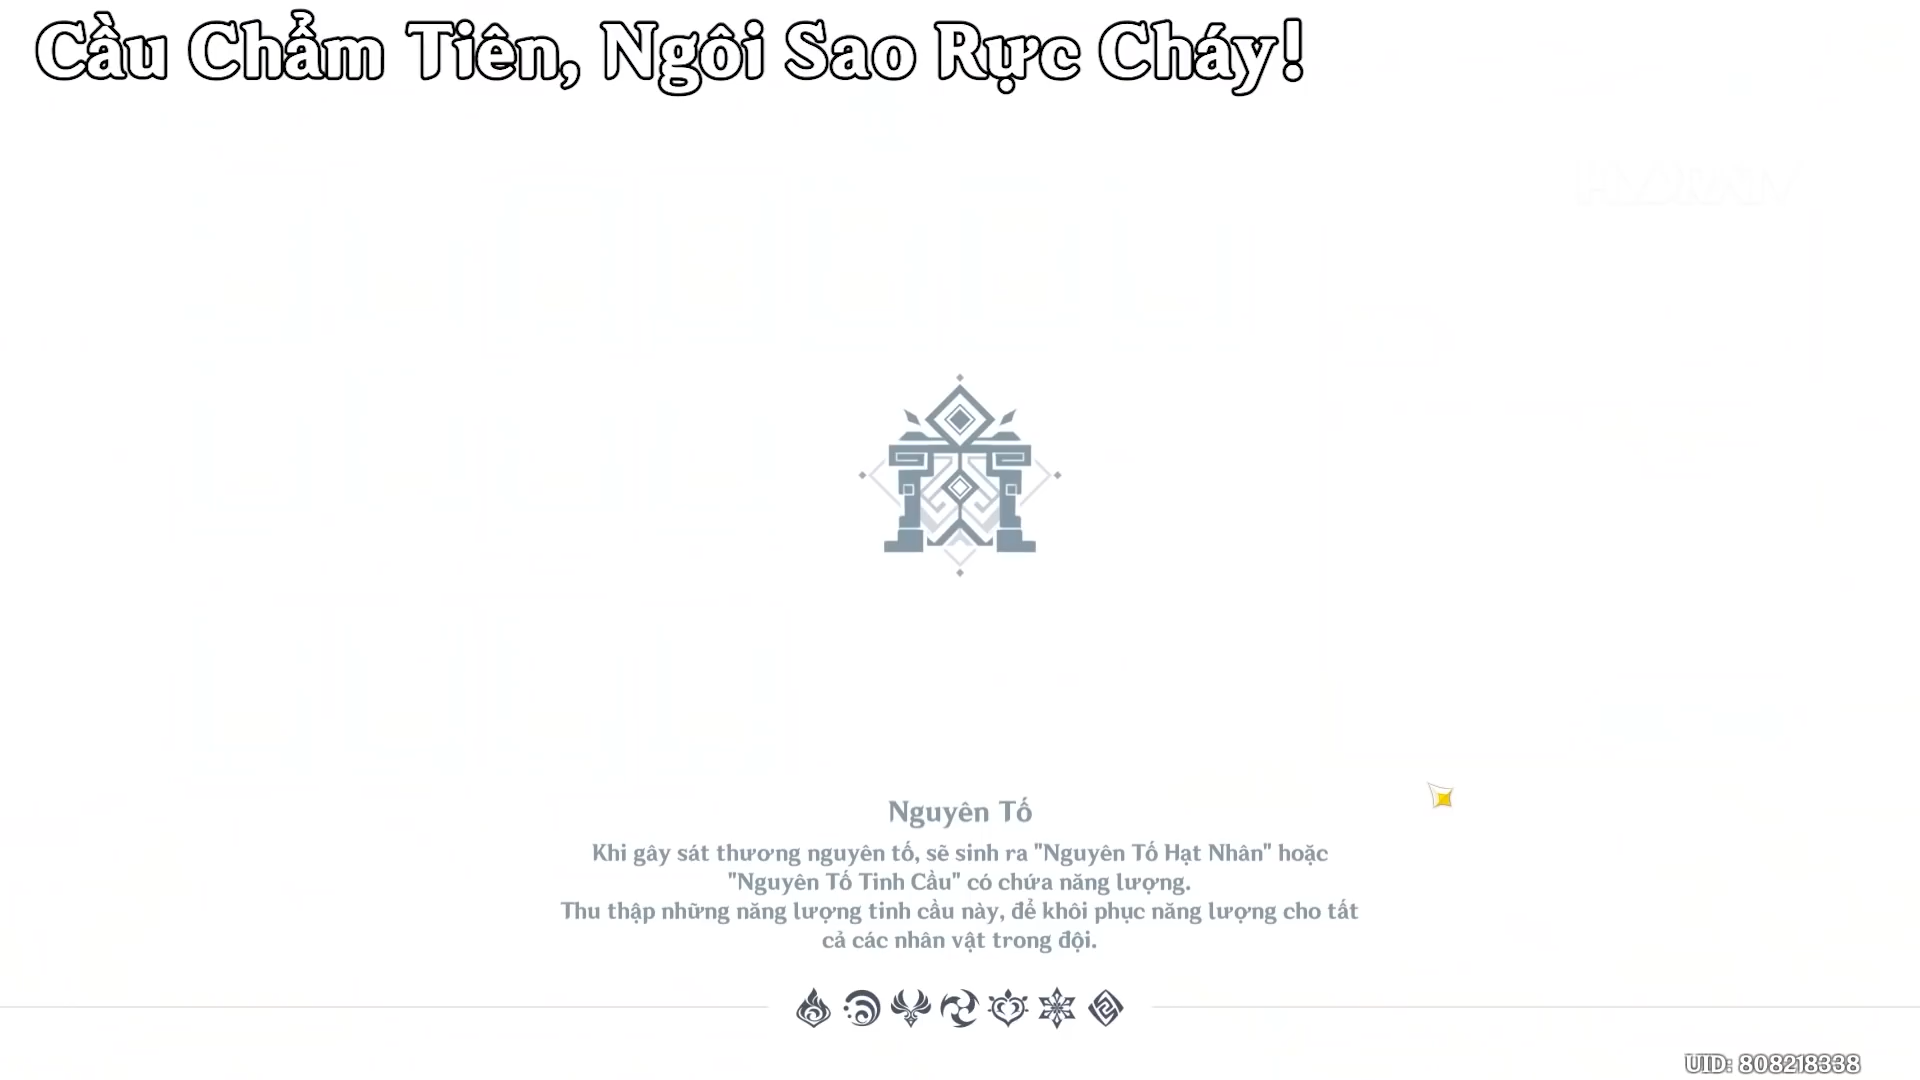 Cầu Chẩm Tiên, Ngôi Sao Rực Cháy!
HYDRATV
Nguyên Tố
Khi gây sát thương nguyên tố, sẽ sinh ra "Nguyên Tố Hạt Nhân" hoặc
"Nguyên Tố Tinh Cầu" có chứa năng lượng.
Thu thập những năng lượng tinh cầu này, để khôi phục năng lượng cho tất
cả các nhân vật trong đội.
UID: 808218338